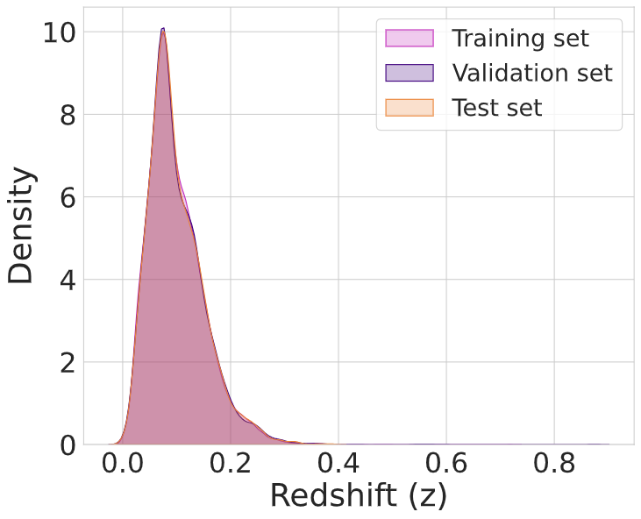 Training set
Validation set
Test set
Density
10
8
6
4
2
0
0.0 0.2 0.4 0.6 0.8
Redshift (z)